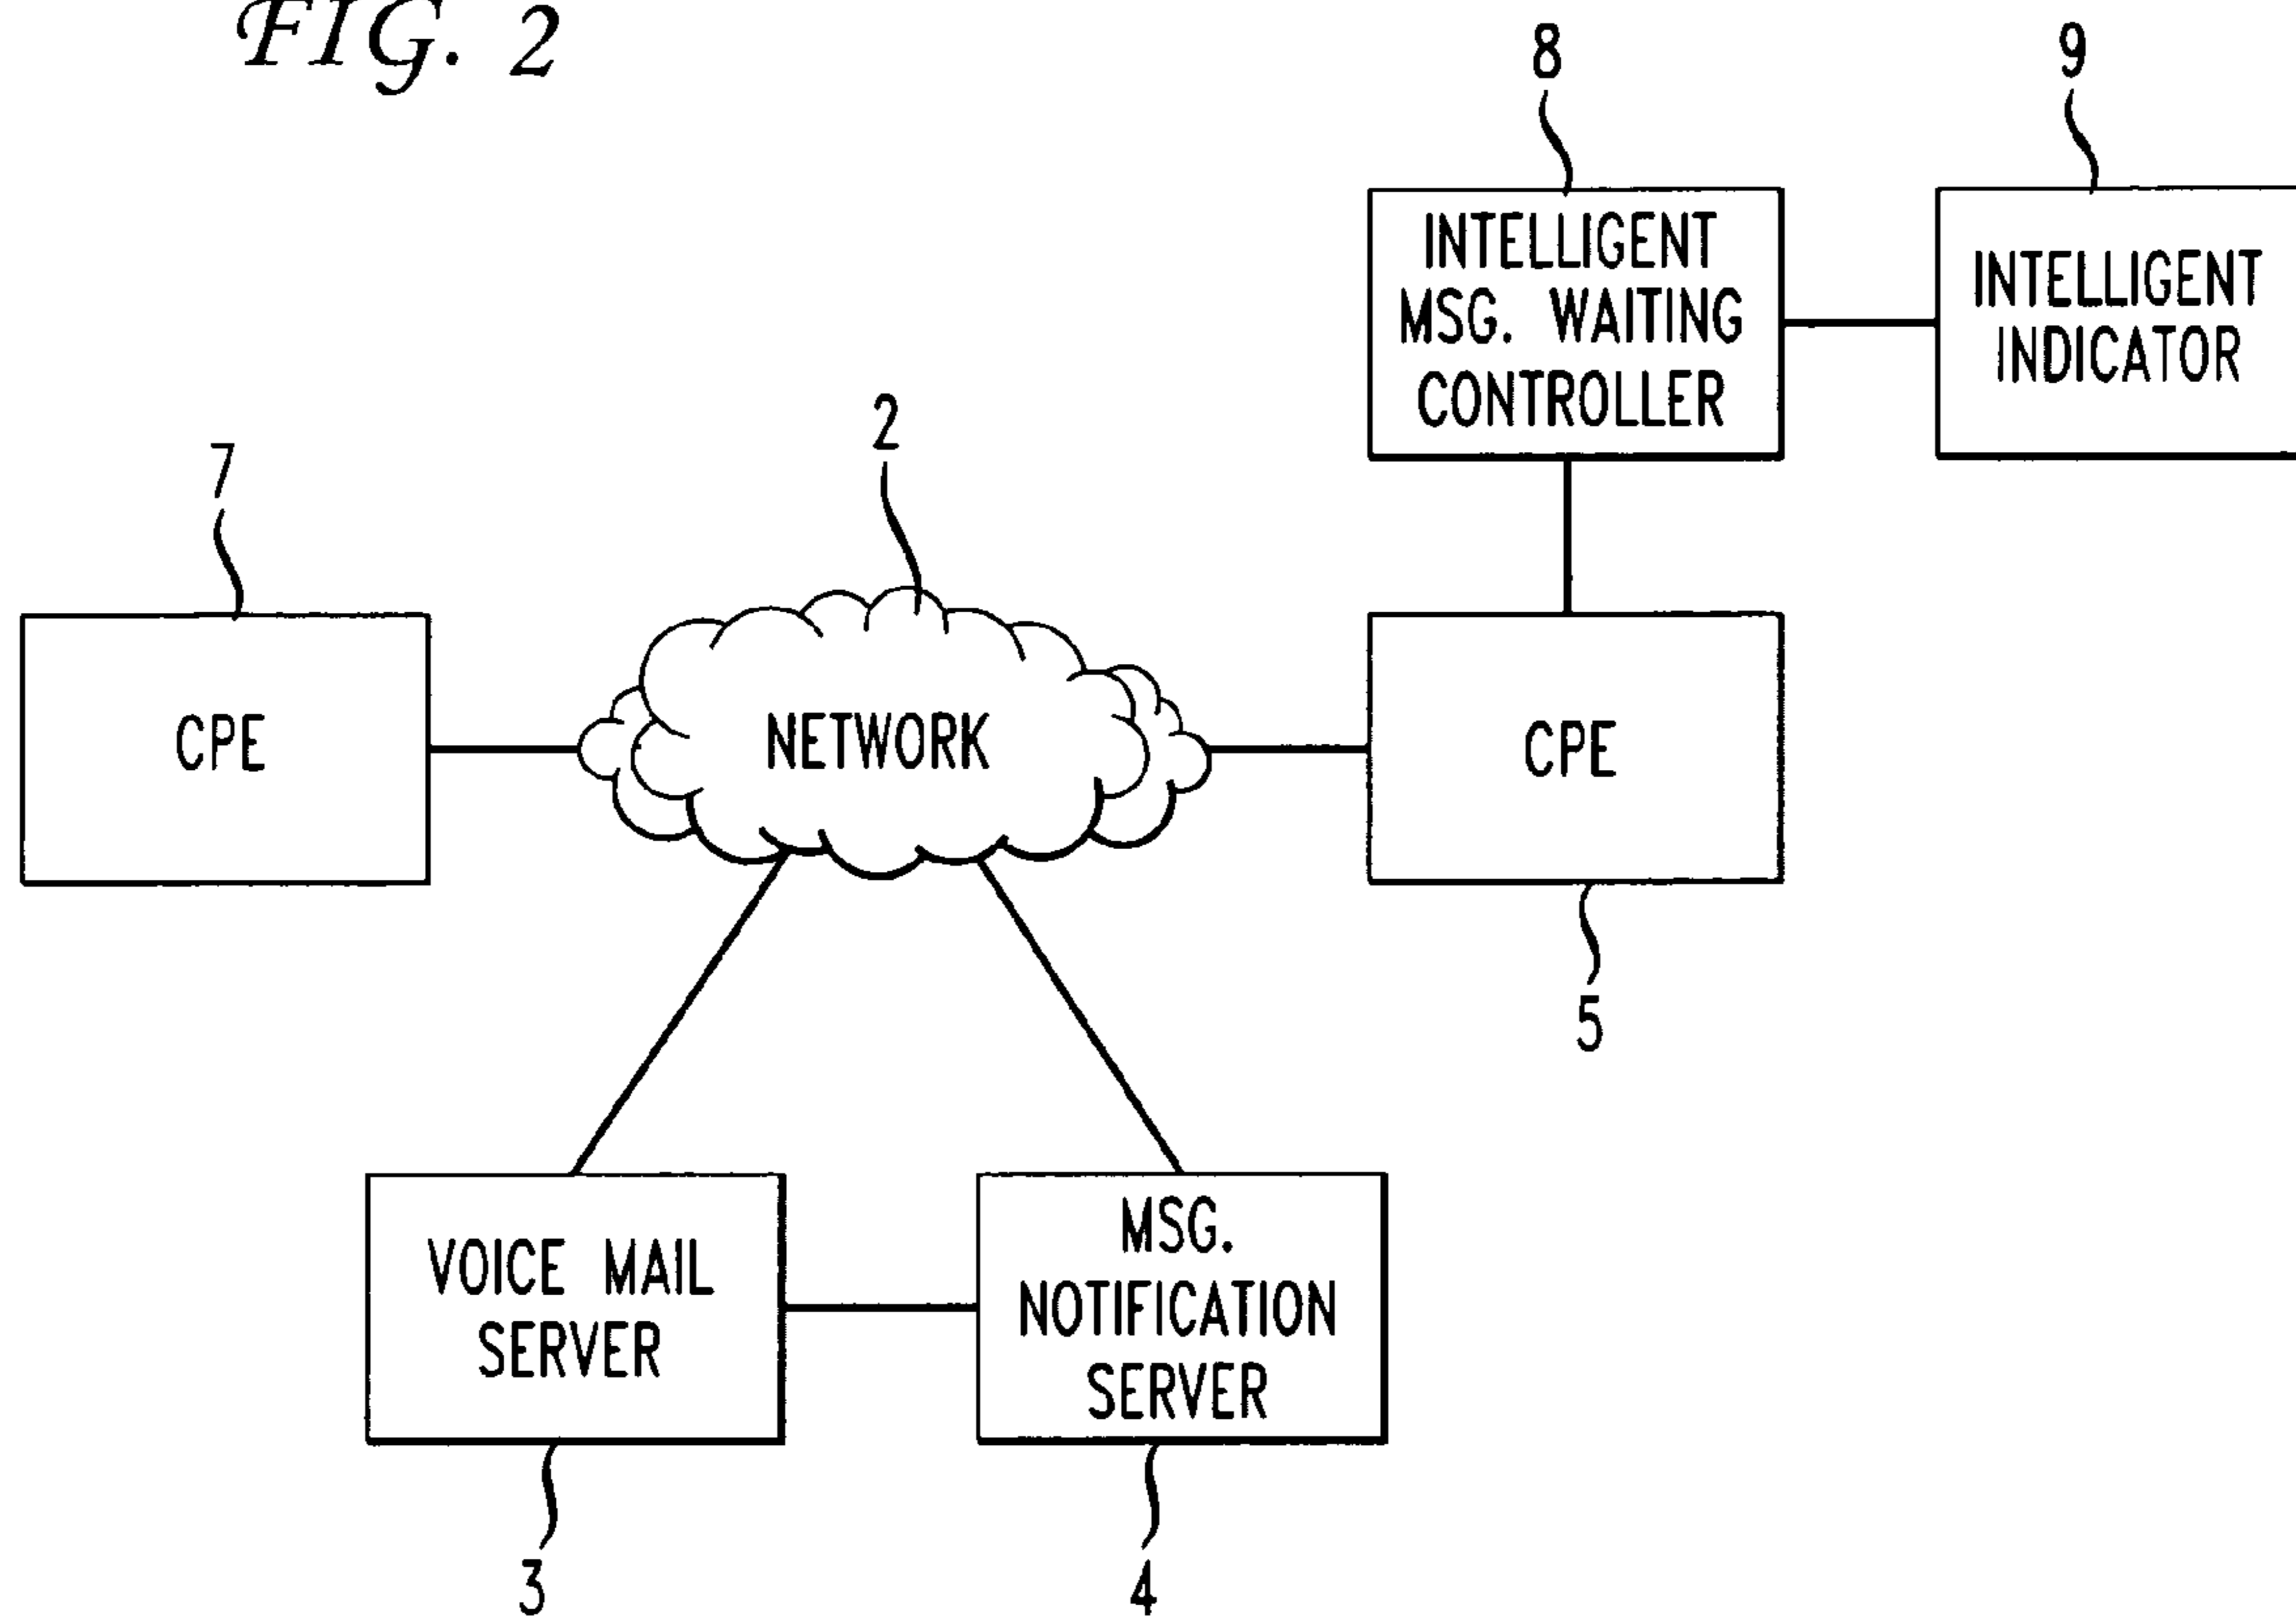 FIG. 2
8
9
INTELLIGENT
MSG. WAITING
CONTROLLER
INTELLIGENT
INDICATOR
2
7
CPE
NETWORK
CPE
5
VOICE MAIL
SERVER
MSG.
NOTIFICATION
SERVER
3
4